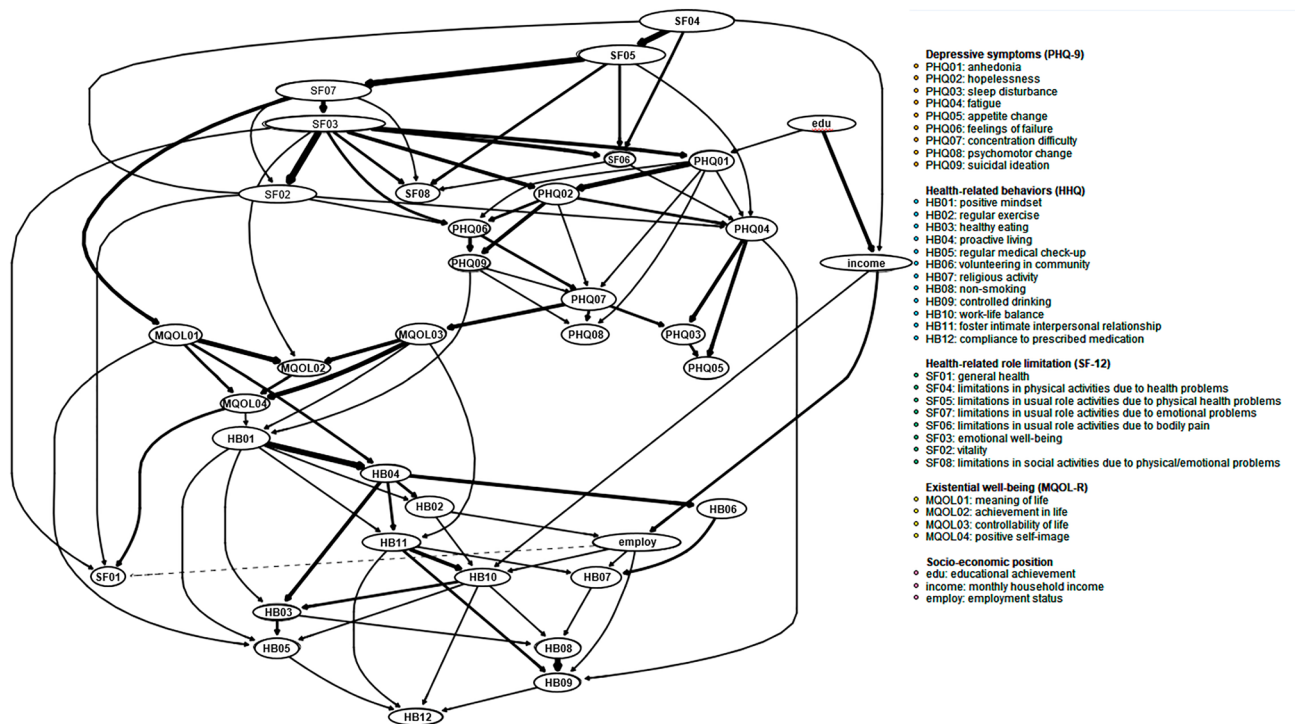 SF04
SF05
SF07
SF03
edu
SF06
PHQ01
SF02
SF08
PHQ02
PHQ06
PHQ04
PHQ09
income
PHQ07
MQOL01
MQOL03
PHQ08
PHQ03
MQOL02
PHQ05
MQOL04
HB01
HB04
HB02
HB06
HB11
employ
SF01
HB10
HB07
HB03
HB05
HB08
HB09
HB12
Depressive symptoms (PHQ-9)
PHQ01: anhedonia
PHQ02: hopelessness
PHQ03: sleep disturbance
PHQ04: fatigue
PHQ05: appetite change
PHQ06: feelings of failure
PHQ07: concentration difficulty
PHQ08: psychomotor change
PHQ09: suicidal ideation
Health-related behaviors (HHQ)
HB01: positive mindset
HB02: regular exercise
HB03: healthy eating
HB04: proactive living
HB05: regular medical check-up
HB06: volunteering in community
HB07: religious activity
HB08: non-smoking
HB09: controlled drinking
HB10: work-life balance
HB11: foster intimate interpersonal relationship
HB12: compliance to prescribed medication
Health-related role limitation (SF-12)
SF01: general health
SF04: limitations in physical activities due to health problems
SF05: limitations in usual role activities due to physical health problems
SF07: limitations in usual role activities due to emotional problems
SF06: limitations in usual role activities due to bodily pain
SF03: emotional well-being
SF02: vitality
SF08: limitations in social activities due to physical/emotional problems
Existential well-being (MQOL-R)
MQOL01: meaning of life
MQOL02: achievement in life
MQOL03: controllability of life
MQOL04: positive self-image
Socio-economic position
edu: educational achievement
income: monthly household income
employ: employment status